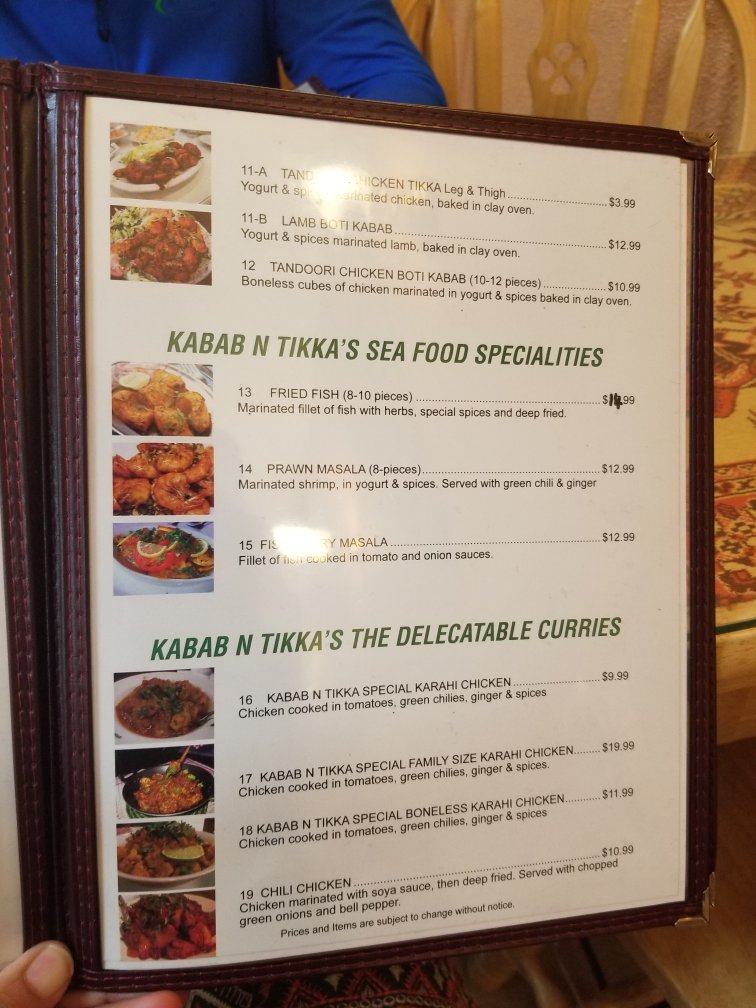 11-A TAND CHICKEN TIKKA Leg & Thigh..............................$3.99
Yogurt & spices marinated chicken, baked in clay oven.
11-B LAMB BOTI KABAB................................................................$12.99
Yogurt & spices marinated lamb, baked in clay oven.
12 TANDOORI CHICKEN BOTI KABAB (10-12 pieces)...................$10.99
Boneless cubes of chicken marinated in yogurt & spices baked in clay oven.
KABAB N TIKKA'S SEA FOOD SPECIALITIES
13 FRIED FISH (8-10 pieces) .......................................................$14.99
Marinated fillet of fish with herbs, special spices and deep fried.
14 PRAWN MASALA (8-pieces).....................................................$12.99
Marinated shrimp, in yogurt & spices. Served with green chili & ginger
15 MASALA ...............................................................$12.99
Fillet of fish cooked in tomato and onion sauces.
KABAB N TIKKA'S THE DELECATABLE CURRIES
16 KABAB N TIKKA SPECIAL KARAHI CHICKEN ..........................$9.99
Chicken cooked in tomatoes, green chilies, ginger & spices
17 KABAB N TIKKA SPECIAL FAMILY SIZE KARAHI CHICKEN........$19.99
Chicken cooked in tomatoes, green chilies, ginger & spices.
18 KABAB N TIKKA SPECIAL BONELESS KARAHI CHICKEN...........$11.99
Chicken cooked in tomatoes, green chilies, ginger & spices
19 CHILI CHICKEN .........................................................................$10.99
Chicken marinated with soya sauce, then deep fried. Served with chopped
green onions and bell pepper.
Prices and Items are subject to change without notice.